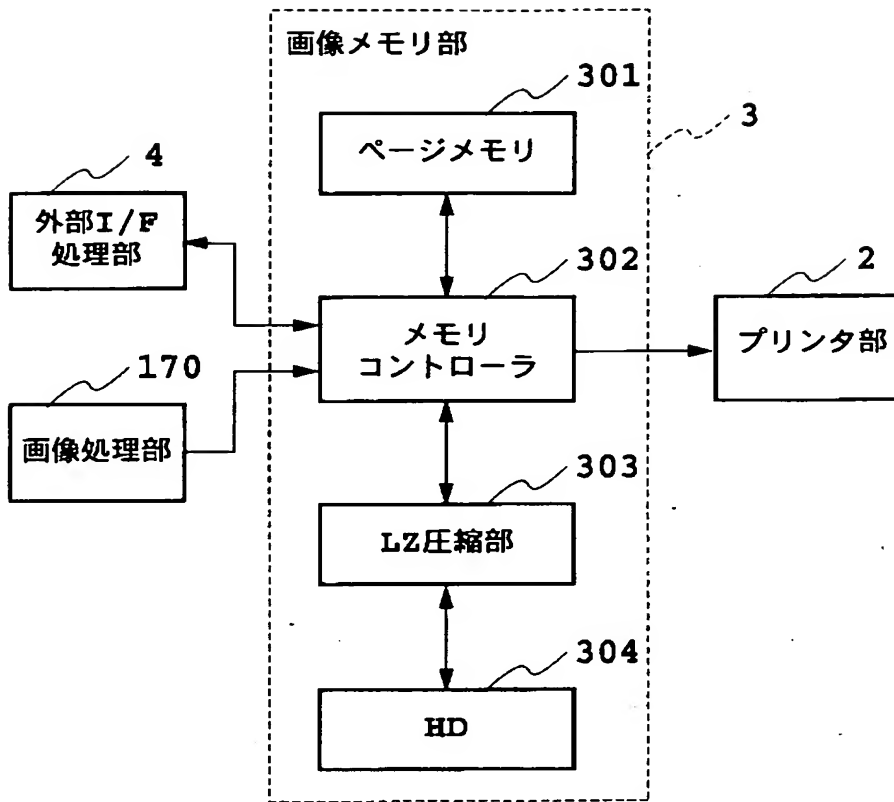 画像メモリ部
301
ページメモリ
3
4
外部I/F
処理部
302
メモリ
コントローラ
2
プリンタ部
170
画像処理部
303
LZ圧縮部
304
HD